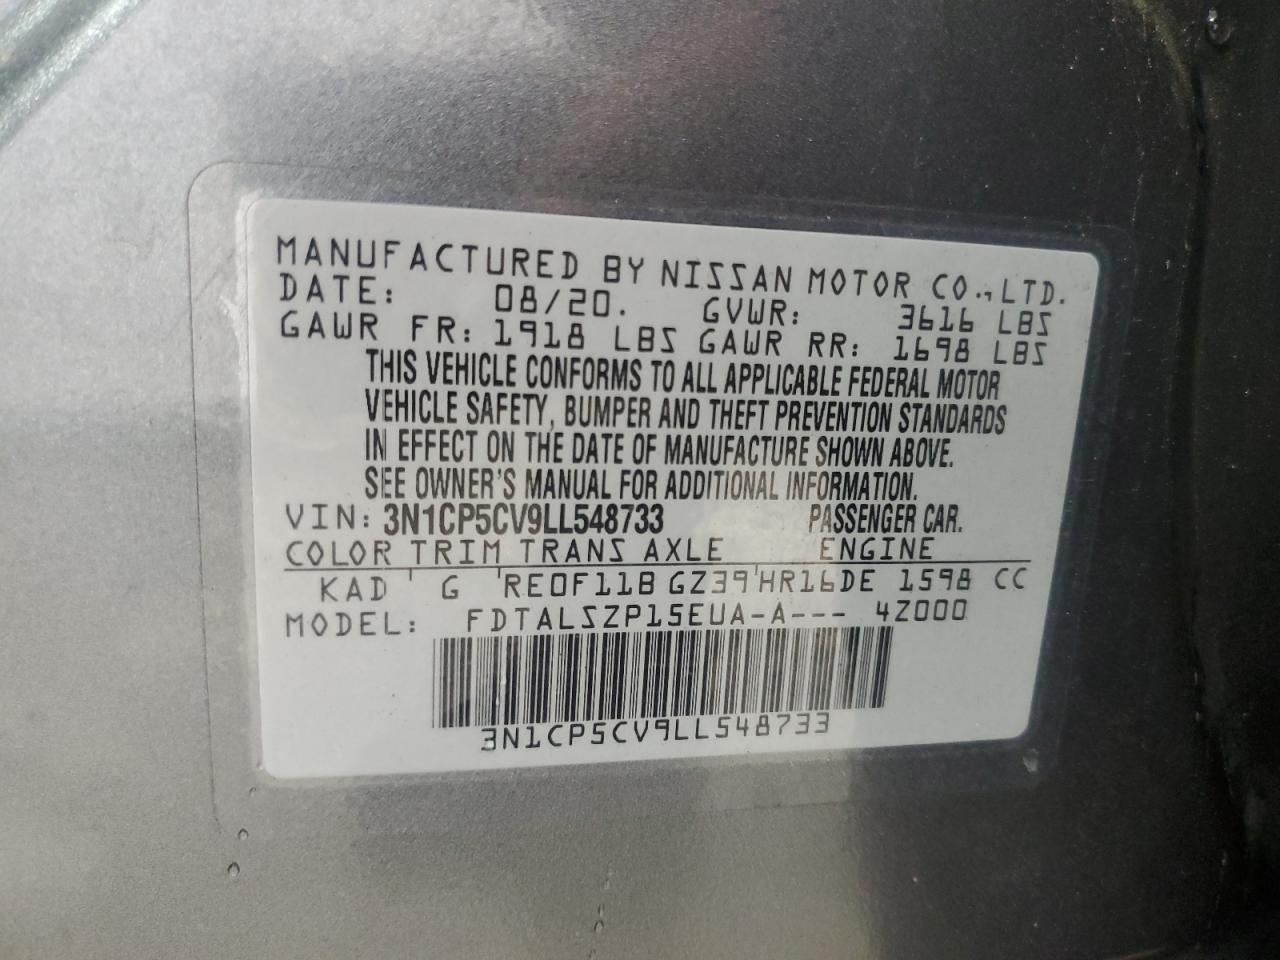 MANUFACTURED BY NISSAN MOTOR CO., LTD.
DATE: 08/20. GVWR: 3616 LBS
GAWR FR: 1918 LBS GAWR RR: 1698 LBS
THIS VEHICLE CONFORMS TO ALL APPLICABLE FEDERAL MOTOR
VEHICLE SAFETY, BUMPER AND THEFT PREVENTION STANDARDS
IN EFFECT ON THE DATE OF MANUFACTURE SHOWN ABOVE.
SEE OWNER'S MANUAL FOR ADDITIONAL INFORMATION.
VIN: 3N1CP5CV9LL548733 PASSENGER CAR.
COLOR TRIM TRANS AXLE ENGINE
KAD G RE0F11B GZ39 HR16DE 1598 CC
MODEL: FDTALSZP15EUA-A--- 4Z000
3N1CP5CV9LL548733